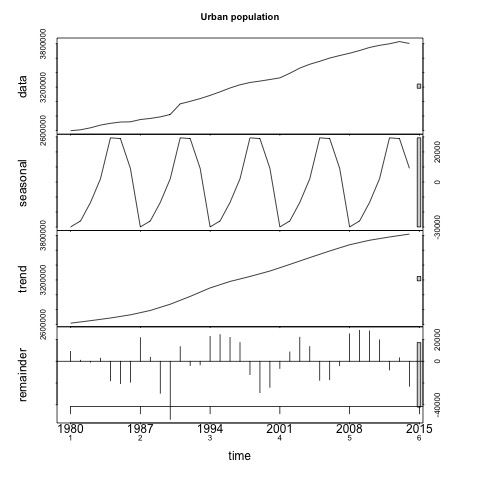 Urban population
data
2600000 3200000 3800000
seasonal
-30000 0 20000
trend
2600000 3200000 3800000
remainder
-40000 0 20000
1980 1987 1994 2001 2008 2015
1 2 3 4 5 6
time